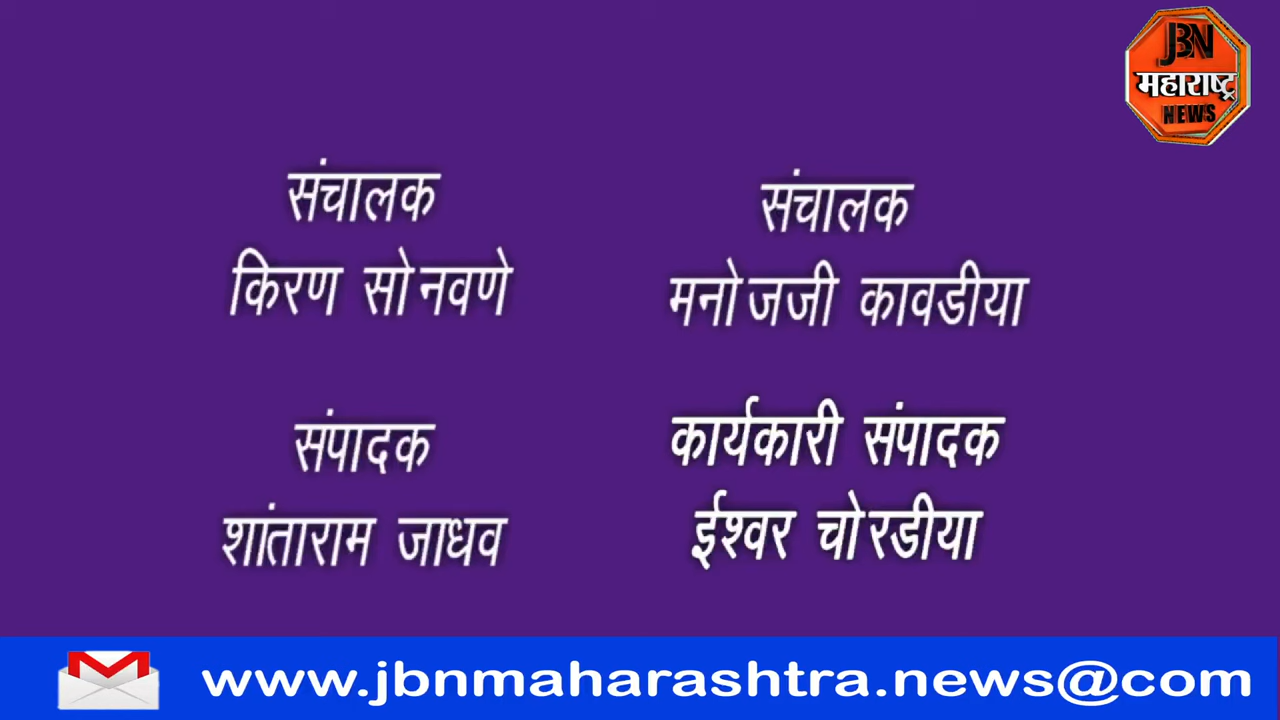 JBN
महाराष्ट्र
NEWS
संचालक
किरण सोनवणे
संचालक
मनोजजी कावडीया
संपादक
शांताराम जाधव
कार्यकारी संपादक
ईश्वर चोरडीया
www.jbnmaharashtra.news@com